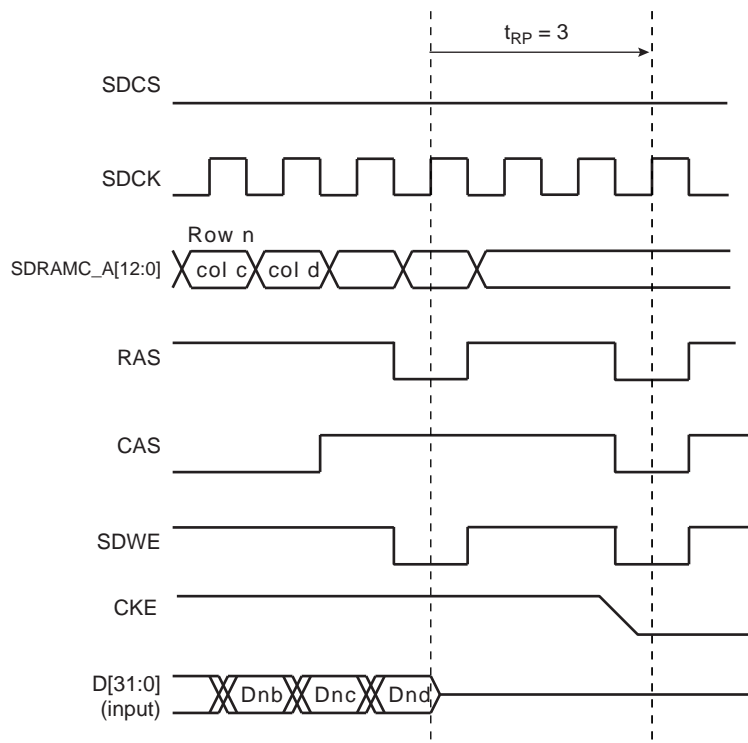 t_RP = 3
SDCS
SDCK
Row n
SDRAMC_A[12:0]
col c col d
RAS
CAS
SDWE
CKE
D[31:0]
(input)
Dnb Dnc Dnd